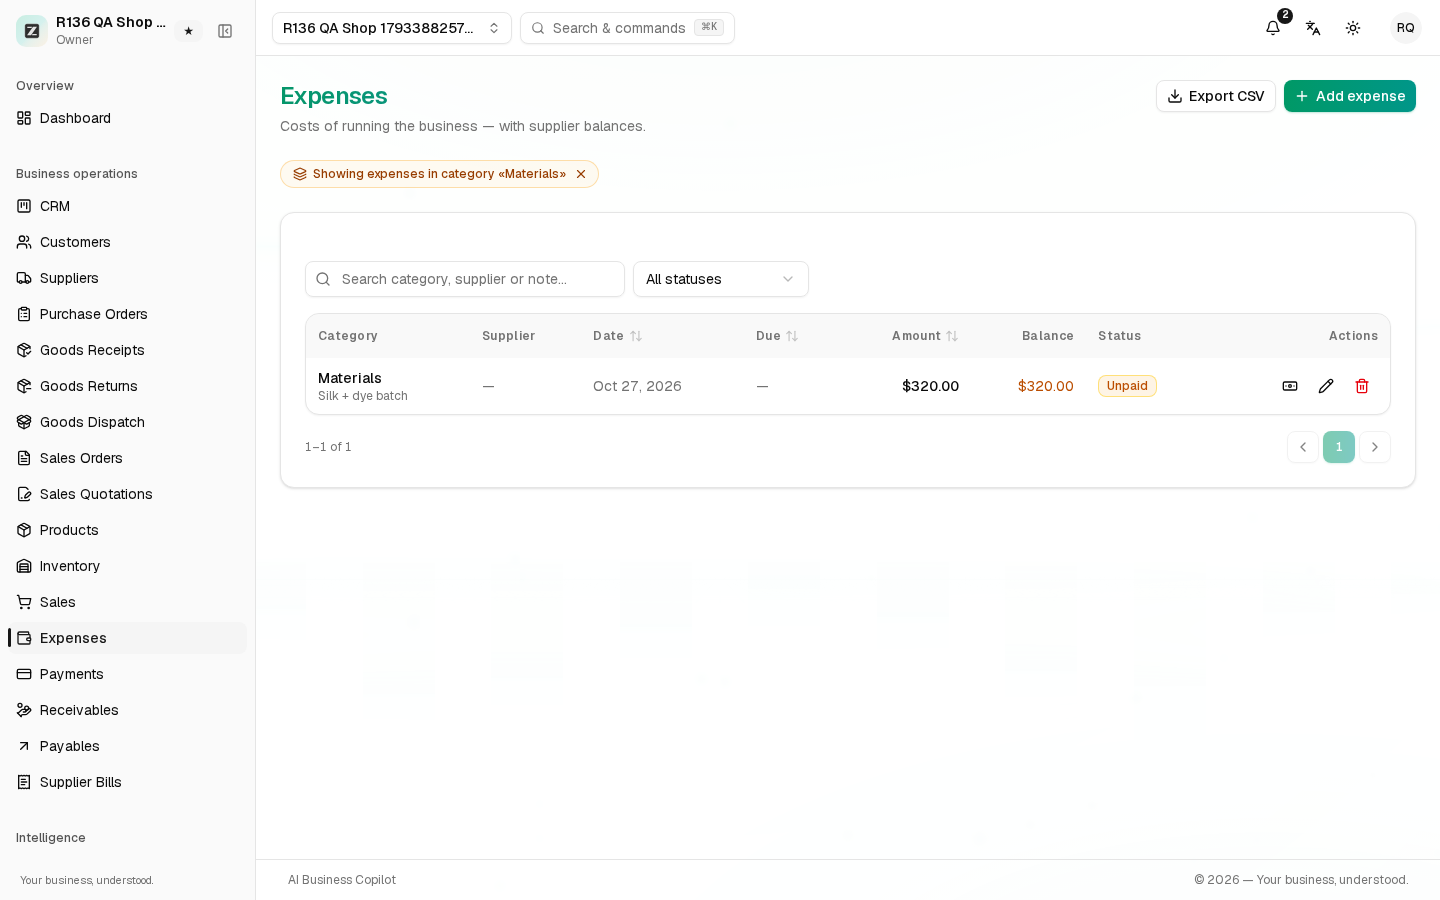 R136 QA Shop ...
Owner
★
R136 QA Shop 1793388257...
Search & commands
⌘K
2
RQ
Overview
Dashboard
Business operations
CRM
Customers
Suppliers
Purchase Orders
Goods Receipts
Goods Returns
Goods Dispatch
Sales Orders
Sales Quotations
Products
Inventory
Sales
Expenses
Payments
Receivables
Payables
Supplier Bills
Intelligence
Your business, understood.
Expenses
Costs of running the business — with supplier balances.
Export CSV
Add expense
Showing expenses in category «Materials»
Search category, supplier or note...
All statuses
Category Supplier Date Due Amount Balance Status Actions
Materials — Oct 27, 2026 — $320.00 $320.00 Unpaid
Silk + dye batch
1–1 of 1
1
AI Business Copilot
© 2026 — Your business, understood.